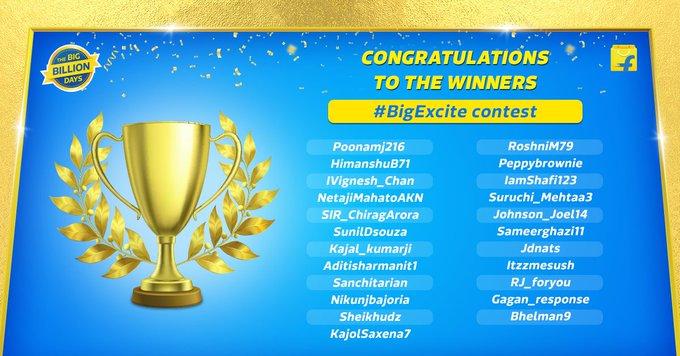 THE BIG
BILLION
DAYS
CONGRATULATIONS
TO THE WINNERS
#BigExcite contest
Poonamj216
HimanshuB71
IVignesh_Chan
NetajiMahatoAKN
SIR_ChiragArora
SunilDsouza
Kajal_kumarji
Aditisharmanit1
Sanchitarian
Nikunjbajoria
Sheikhudz
KajolSaxena7
RoshniM79
Peppybrownie
IamShafi123
Suruchi_Mehtaa3
Johnson_Joel14
Sameerghazi11
Jdnats
Itzzmesush
RJ_foryou
Gagan_response
Bhelman9